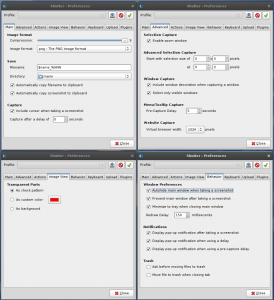 Shutter - Preferences
Profile:
Main Advanced Actions Image View Behavior Keyboard Upload Plugins
Image format
Compression:
9
Image format:
png - The PNG image format
Save
Filename:
$name_%NNN
Directory:
Automatically copy filename to clipboard
Automatically copy screenshot to clipboard
Capture
Include cursor when taking a screenshot
Capture after a delay of
0
seconds
Close
Shutter - Preferences
Profile:
Main Advanced Actions Image View Behavior Keyboard Upload Plugins
Selection Capture
Enable zoom window
Advanced Selection Capture
Start with selection size of
0
x
0
pixels
at
0
,
0
pixels
Window Capture
Include window decoration when capturing a window
Select only visible windows
Menu/Tooltip Capture
Pre-Capture Delay
seconds
Website Capture
Virtual browser width
1024
pixels
Close
Shutter - Preferences
Profile:
Main Advanced Actions Image View Behavior Keyboard Upload Plugins
Transparent Parts
As check pattern
As custom color:
As background
Close
Shutter - Preferences
Profile:
Main Advanced Actions Image View Behavior Keyboard Upload Plugins
Window Preferences
Autohide main window when taking a screenshot
Present main window after taking a screenshot
Minimize to tray when closing main window
Redraw Delay:
milliseconds
Notifications
Display pop-up notification after taking a screenshot
Display pop-up notification when using a delay
Display pop-up notification when using a pre-capture delay
Trash
Ask before moving files to trash
Move file to trash when closing tab
Close